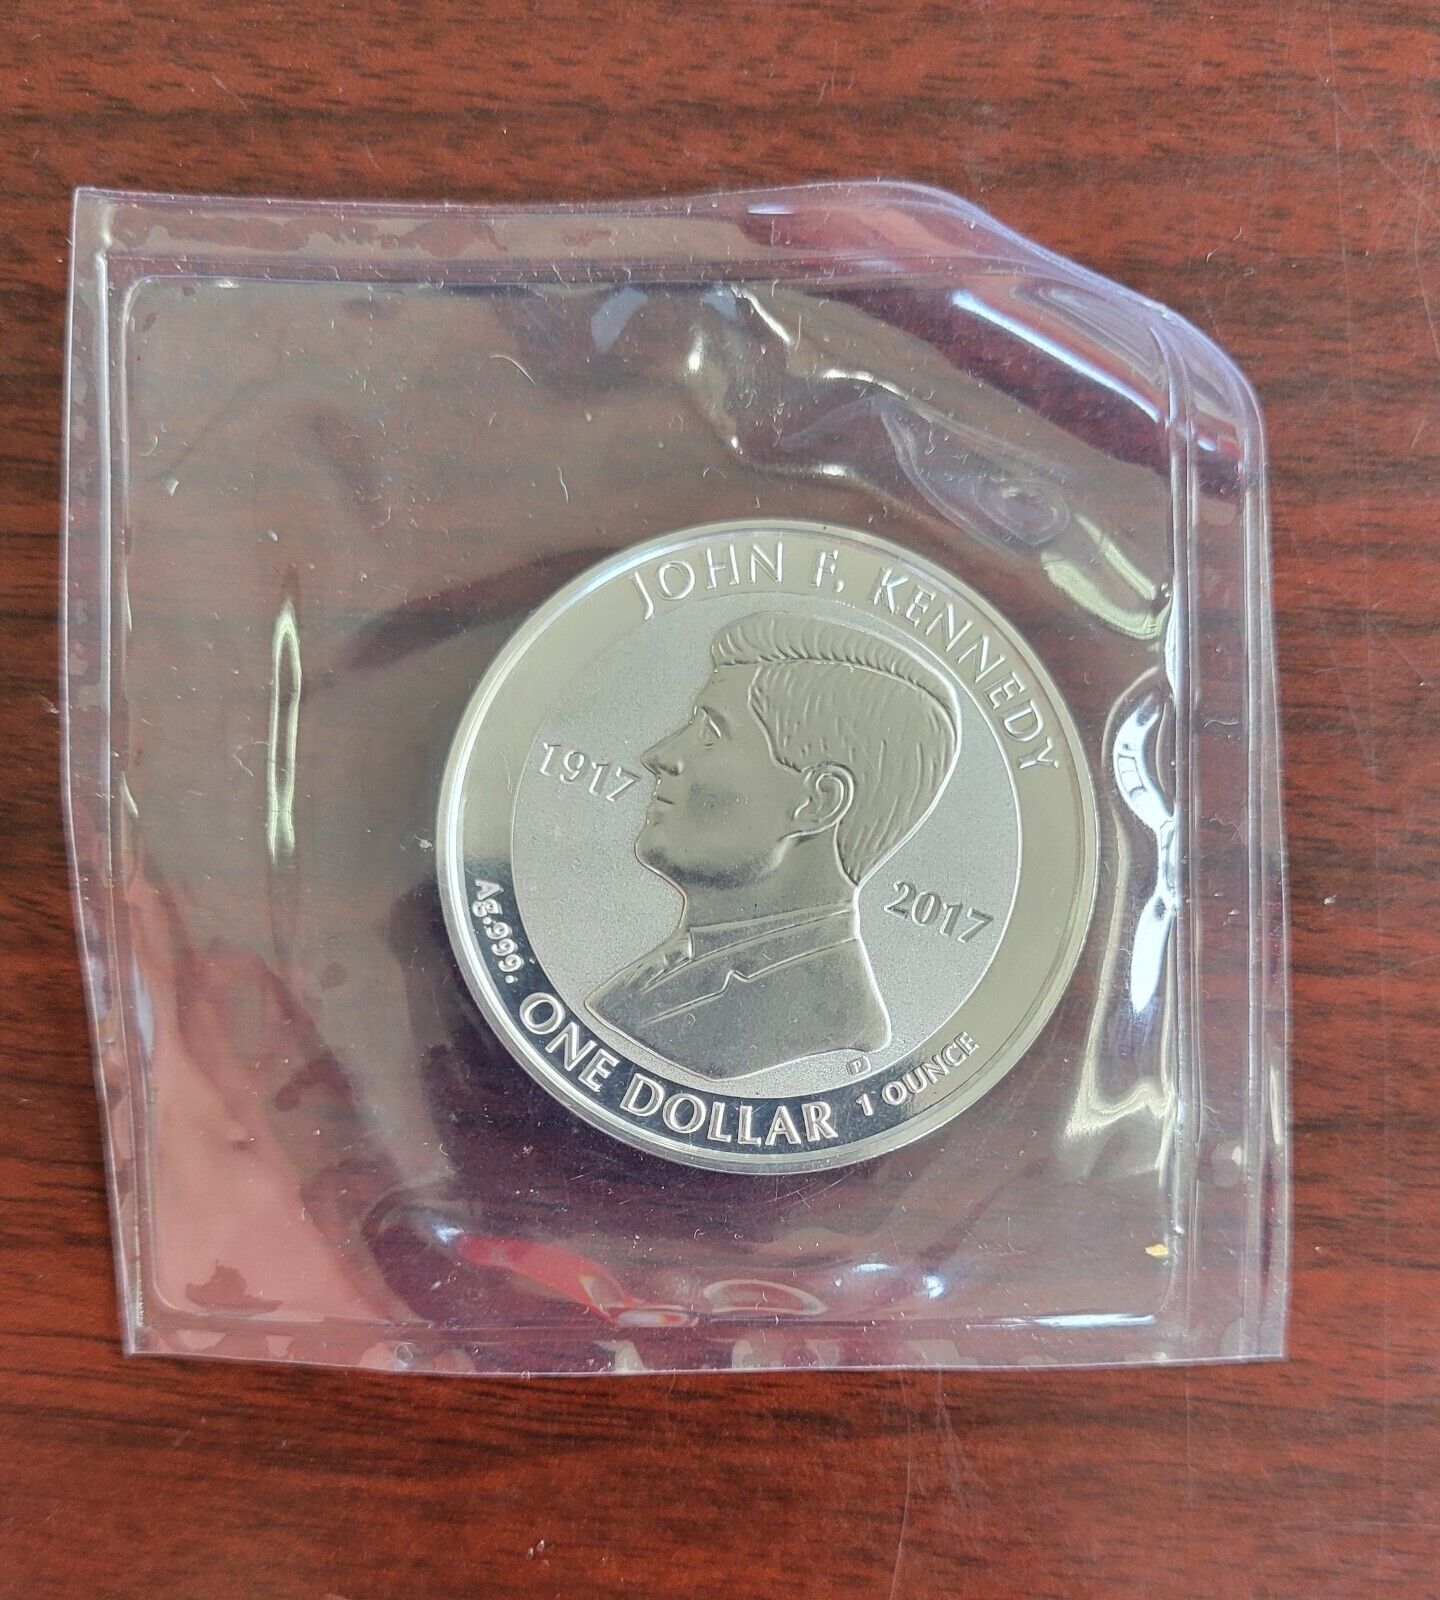 JOHN F. KENNEDY
1917
2017
Ag.999.
ONE DOLLAR
1 OUNCE
P